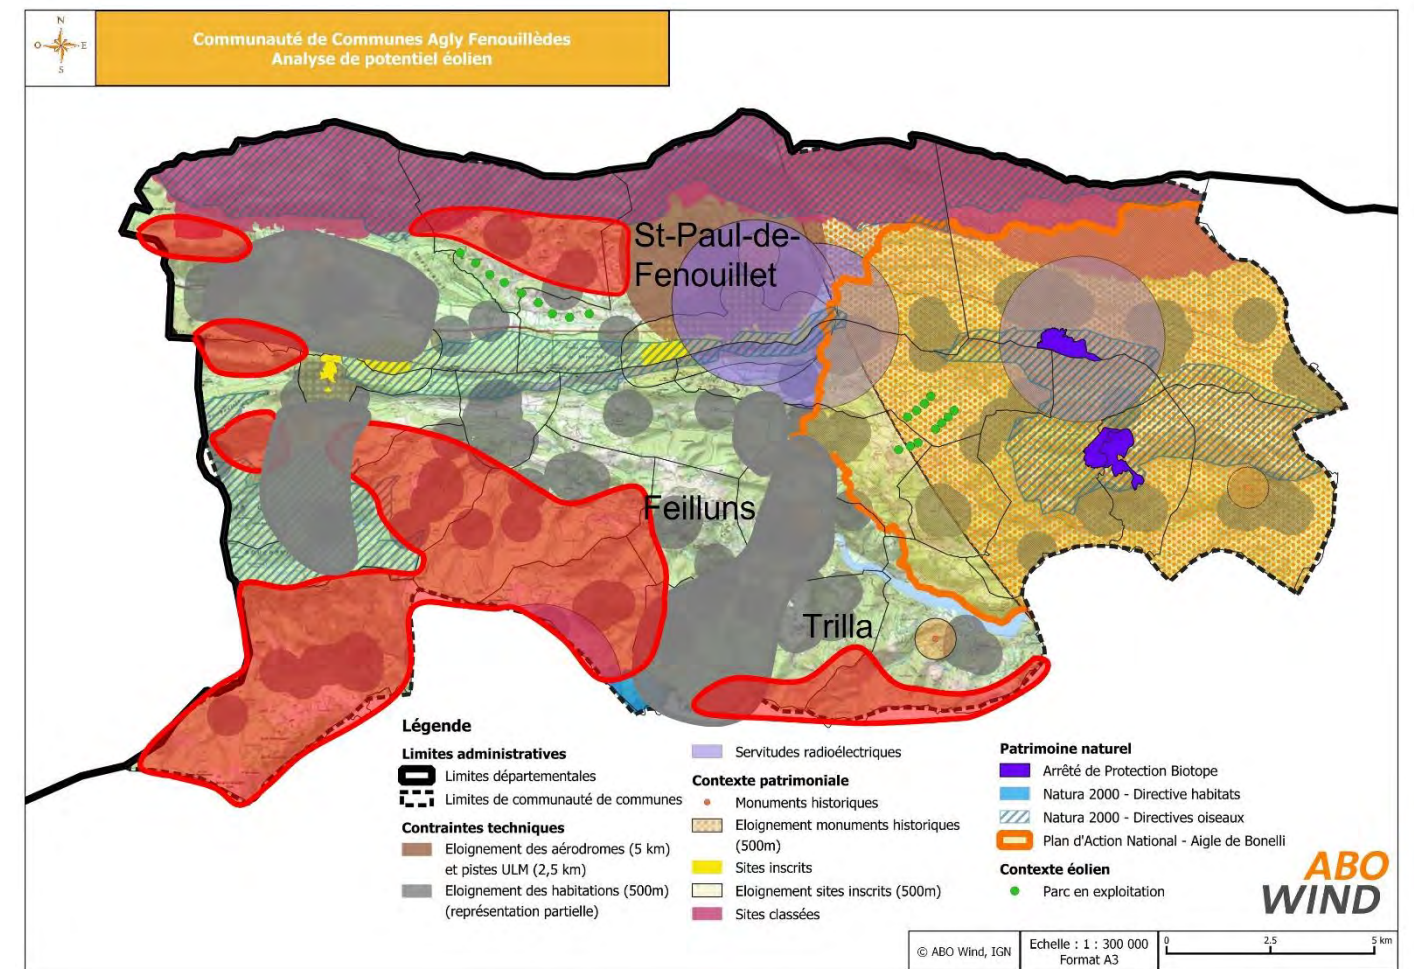 N
O
E
S
Communauté de Communes Agly Fenouillèdes
Analyse de potentiel éolien
St-Paul-de-
Fenouillet
Feilluns
Trilla
Légende
Limites administratives
Limites départementales
Limites de communauté de communes
Contraintes techniques
Eloignement des aérodromes (5 km)
et pistes ULM (2,5 km)
Eloignement des habitations (500m)
(représentation partielle)
Servitudes radioélectriques
Contexte patrimoniale
Monuments historiques
Eloignement monuments historiques
(500m)
Sites inscrits
Eloignement sites inscrits (500m)
Sites classées
Patrimoine naturel
Arrêté de Protection Biotope
Natura 2000 - Directive habitats
Natura 2000 - Directives oiseaux
Plan d'Action National - Aigle de Bonelli
Contexte éolien
Parc en exploitation
ABO
WIND
© ABO Wind, IGN
Echelle : 1 : 300 000
Format A3
0 2.5 5 km